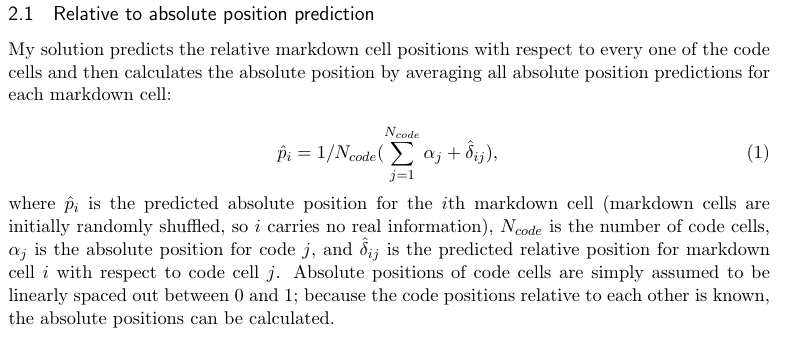 2.1 Relative to absolute position prediction
My solution predicts the relative markdown cell positions with respect to every one of the code
cells and then calculates the absolute position by averaging all absolute position predictions for
each markdown cell:
p̂_i = 1/N_code(∑_{j=1}^{N_code} α_j + δ̂_ij), (1)
where p̂_i is the predicted absolute position for the ith markdown cell (markdown cells are
initially randomly shuffled, so i carries no real information), N_code is the number of code cells,
α_j is the absolute position for code j, and δ̂_ij is the predicted relative position for markdown
cell i with respect to code cell j. Absolute positions of code cells are simply assumed to be
linearly spaced out between 0 and 1; because the code positions relative to each other is known,
the absolute positions can be calculated.